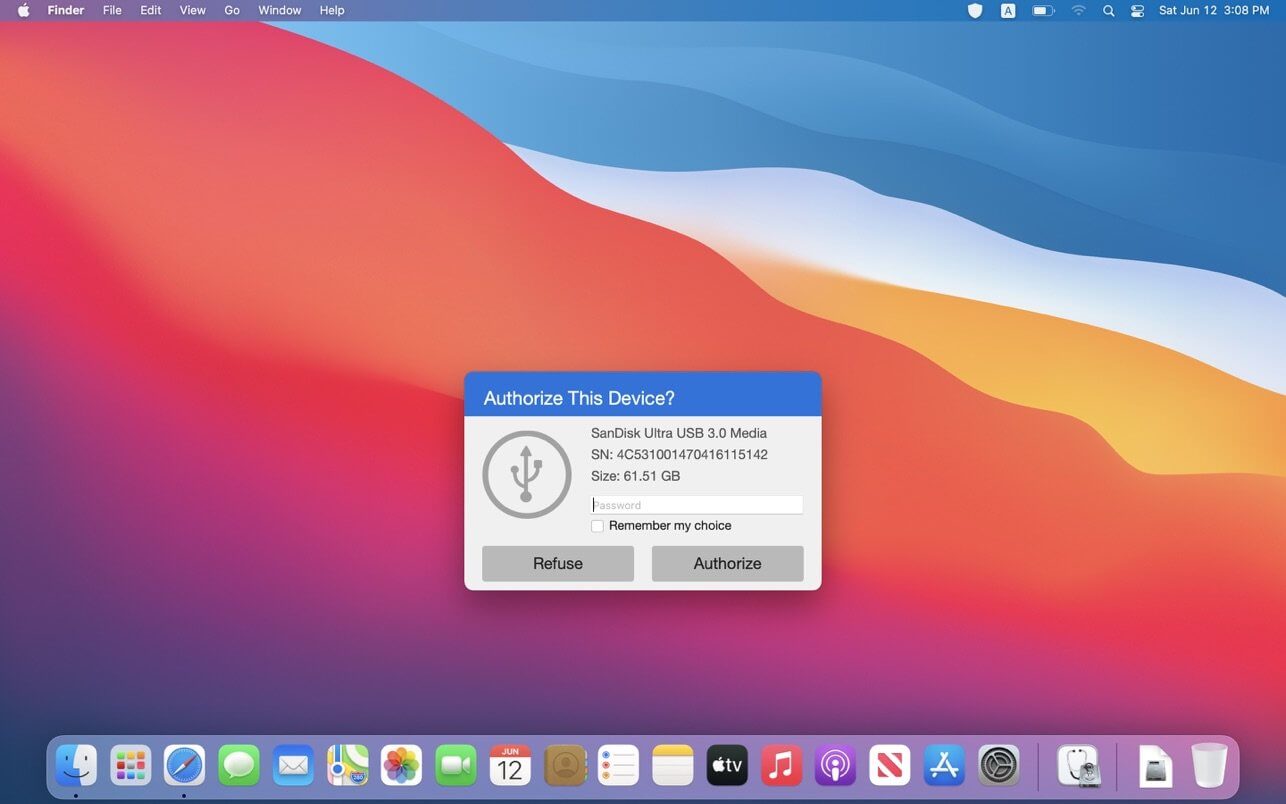 Finder File Edit View Go Window Help A Sat Jun 12 3:08 PM
Authorize This Device?
SanDisk Ultra USB 3.0 Media
SN: 4C531001470416115142
Size: 61.51 GB
Password
Remember my choice
Refuse Authorize
JUN
12
280
tv